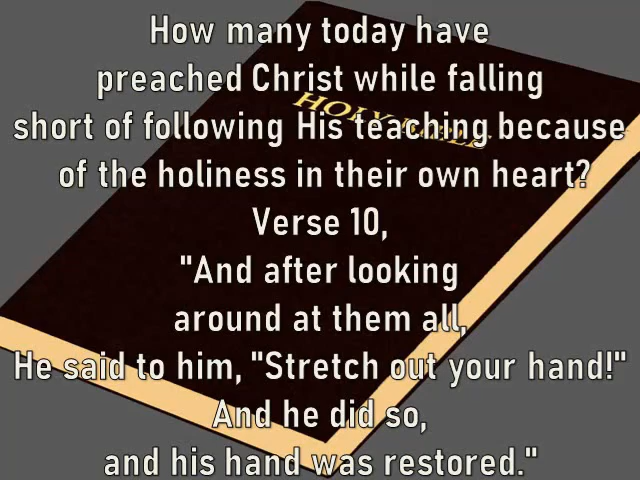 How many today have
preached Christ while falling
short of following His teaching because
of the holiness in their own heart?
Verse 10,
"And after looking
around at them all,
He said to him, "Stretch out your hand!"
And he did so,
and his hand was restored."
HOLY BIBLE